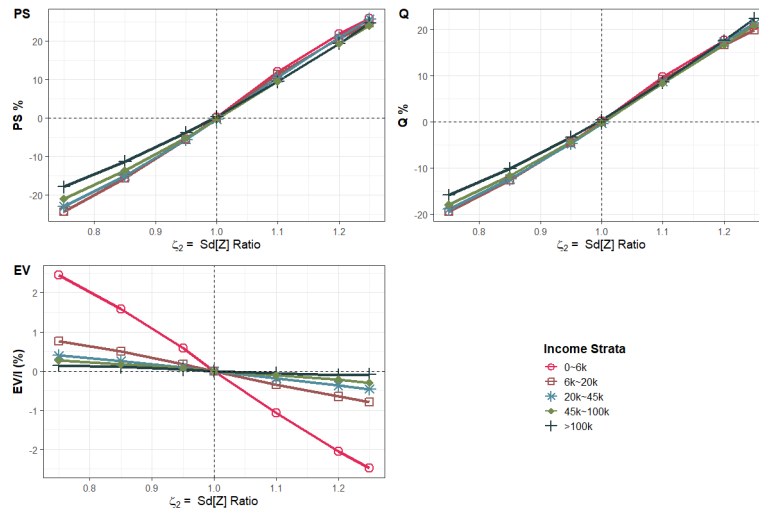 PS
PS %
20
10
0
-10
-20
0.8
0.9
1.0
1.1
1.2
ζ₂ = Sd[Z] Ratio
Q
Q %
20
10
0
-10
-20
0.8
0.9
1.0
1.1
1.2
ζ₂ = Sd[Z] Ratio
EV
EV/I (%)
2
1
0
-1
-2
0.8
0.9
1.0
1.1
1.2
ζ₂ = Sd[Z] Ratio
Income Strata
0~6k
6k~20k
20k~45k
45k~100k
>100k